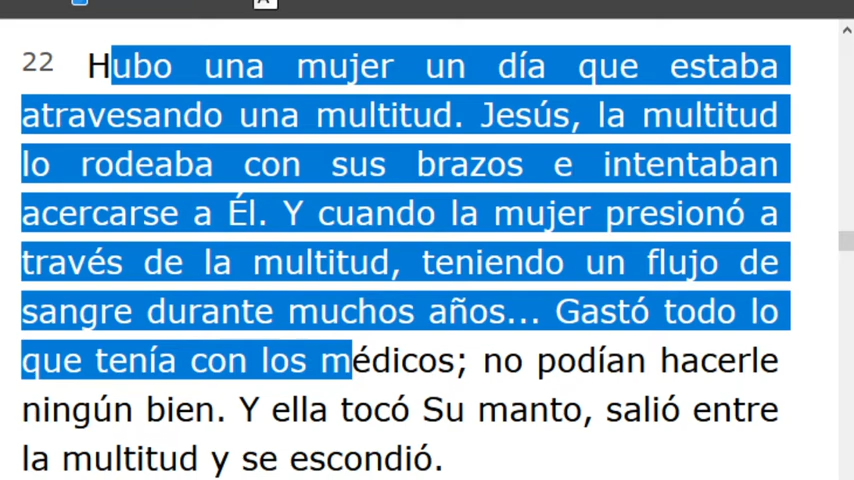 22 Hubo una mujer un día que estaba
atravesando una multitud. Jesús, la multitud
lo rodeaba con sus brazos e intentaban
acercarse a Él. Y cuando la mujer presionó a
través de la multitud, teniendo un flujo de
sangre durante muchos años... Gastó todo lo
que tenía con los médicos; no podían hacerle
ningún bien. Y ella tocó Su manto, salió entre
la multitud y se escondió.